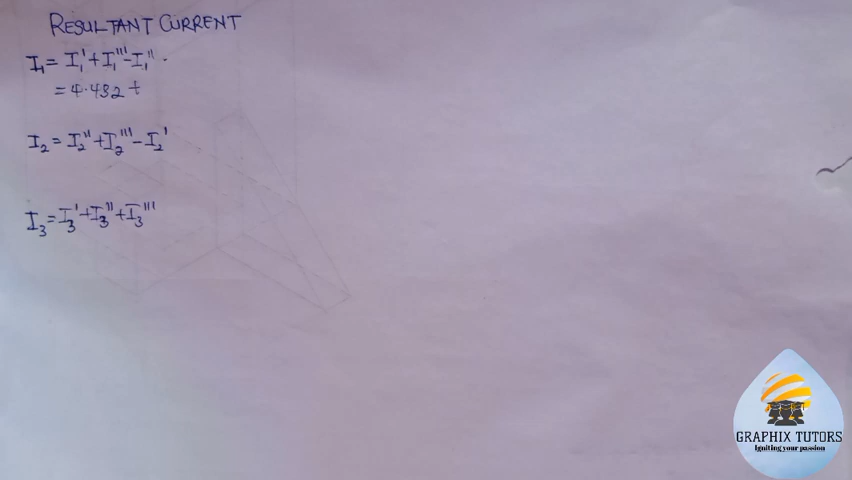 RESULTANT CURRENT
I₁ = I₁' + I₁''' - I₁''
= 4.432 +
I₂ = I₂'' + I₂''' - I₂'
I₃ = I₃' + I₃'' + I₃'''
GRAPHIX TUTORS
Igniting your passion